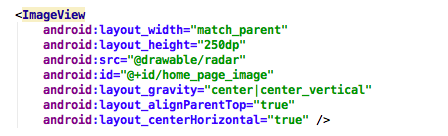 <ImageView
android:layout_width="match_parent"
android:layout_height="250dp"
android:src="@drawable/radar"
android:id="@+id/home_page_image"
android:layout_gravity="center|center_vertical"
android:layout_alignParentTop="true"
android:layout_centerHorizontal="true" />